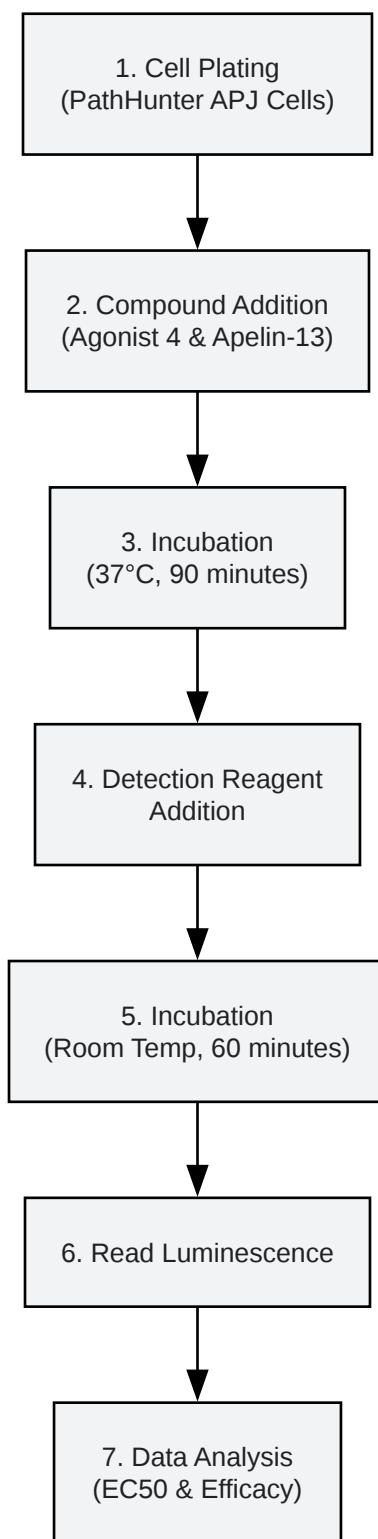 1. Cell Plating
(PathHunter APJ Cells)
2. Compound Addition
(Agonist 4 & Apelin-13)
3. Incubation
(37°C, 90 minutes)
4. Detection Reagent
Addition
5. Incubation
(Room Temp, 60 minutes)
6. Read Luminescence
7. Data Analysis
(EC50 & Efficacy)